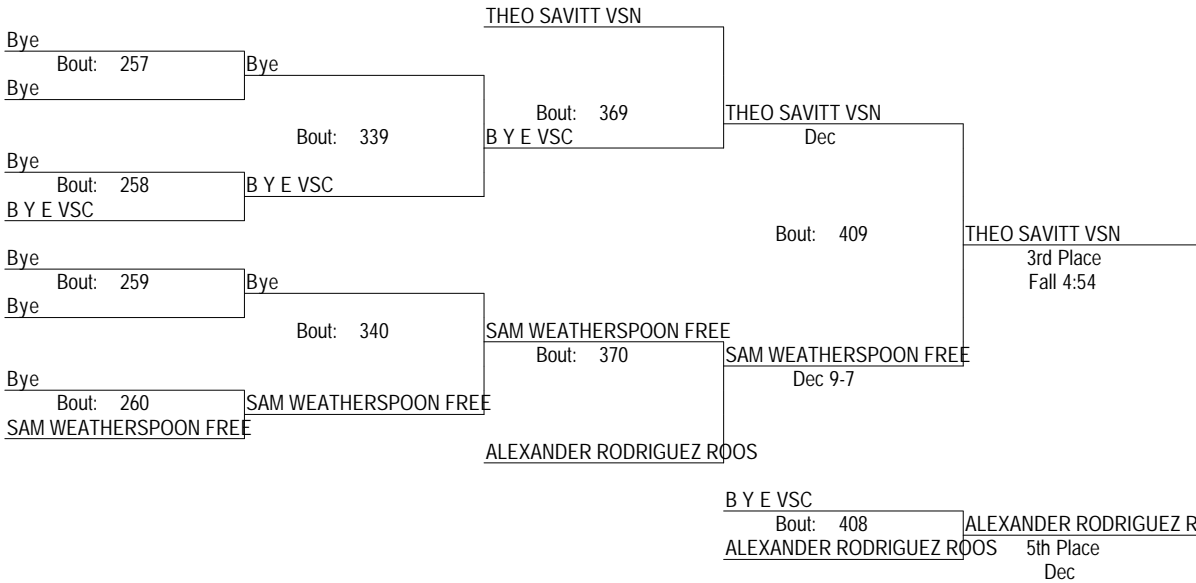 THEO SAVITT VSN
Bye
Bout: 257
Bye
Bye
Bout: 369
THEO SAVITT VSN
Dec
Bout: 339
B Y E VSC
Bye
Bout: 258
B Y E VSC
B Y E VSC
Bout: 409
THEO SAVITT VSN
3rd Place
Fall 4:54
Bye
Bout: 259
Bye
Bye
Bout: 340
SAM WEATHERSPOON FREE
Bout: 370
SAM WEATHERSPOON FREE
Dec 9-7
Bye
Bout: 260
SAM WEATHERSPOON FREE
SAM WEATHERSPOON FREE
ALEXANDER RODRIGUEZ ROOS
B Y E VSC
Bout: 408
ALEXANDER RODRIGUEZ R
ALEXANDER RODRIGUEZ ROOS
5th Place
Dec